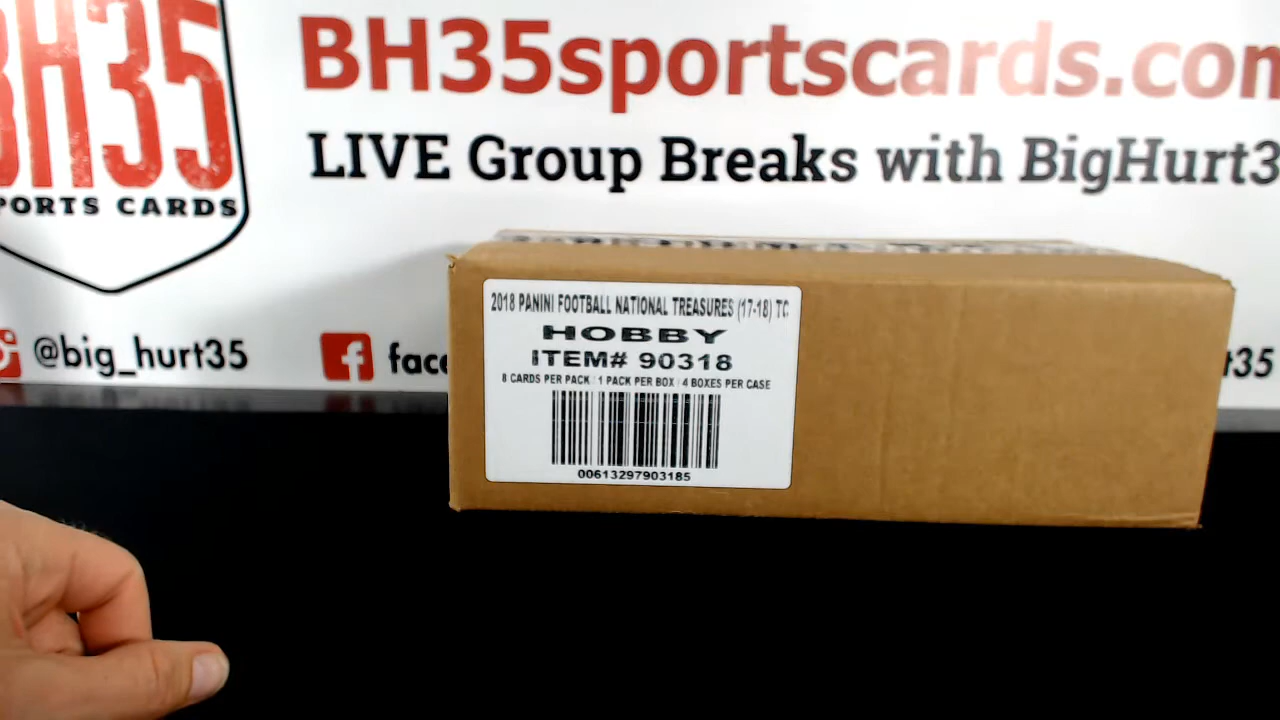 BH35
PORTS CARDS
BH35sportscards.com
LIVE Group Breaks with BigHurt3
@big_hurt35
face
rt35
2018 PANINI FOOTBALL NATIONAL TREASURES (17-18) TC
HOBBY
ITEM# 90318
8 CARDS PER PACK 1 PACK PER BOX 4 BOXES PER CASE
00613297903185